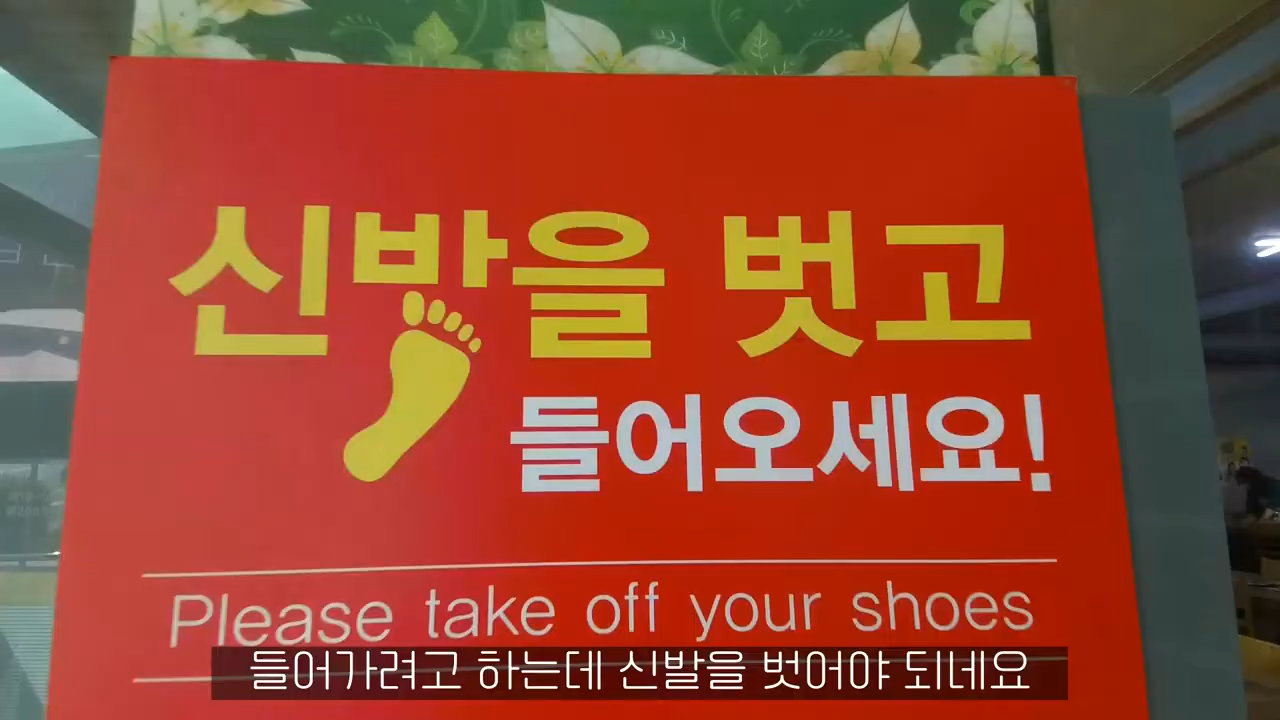 신발을 벗고
들어오세요!
Please take off your shoes
들어가려고 하는데 신발을 벗어야 되네요